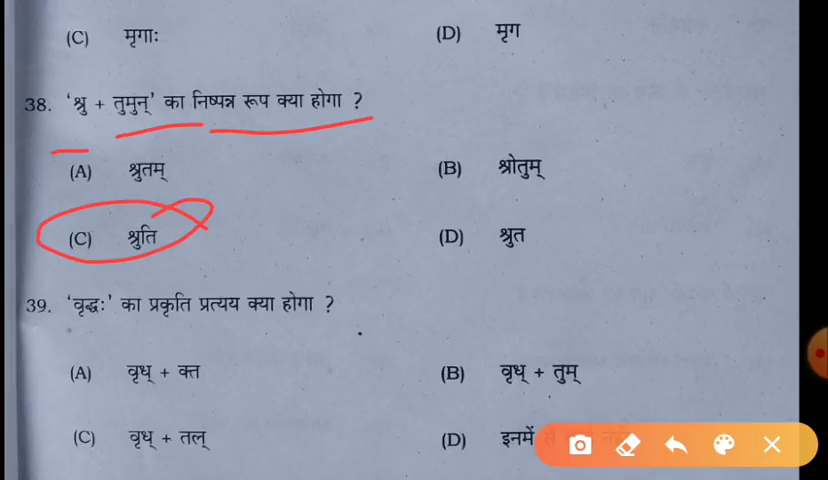 (C) मृगाः (D) मृग
38. 'श्रु + तुमुन्' का निष्पन्न रूप क्या होगा ?
(A) श्रुतम् (B) श्रोतुम्
(C) श्रुति (D) श्रुत
39. 'वृद्धः' का प्रकृति प्रत्यय क्या होगा ?
(A) वृध् + क्त (B) वृध् + तुम्
(C) वृध् + तल् (D) इनमें